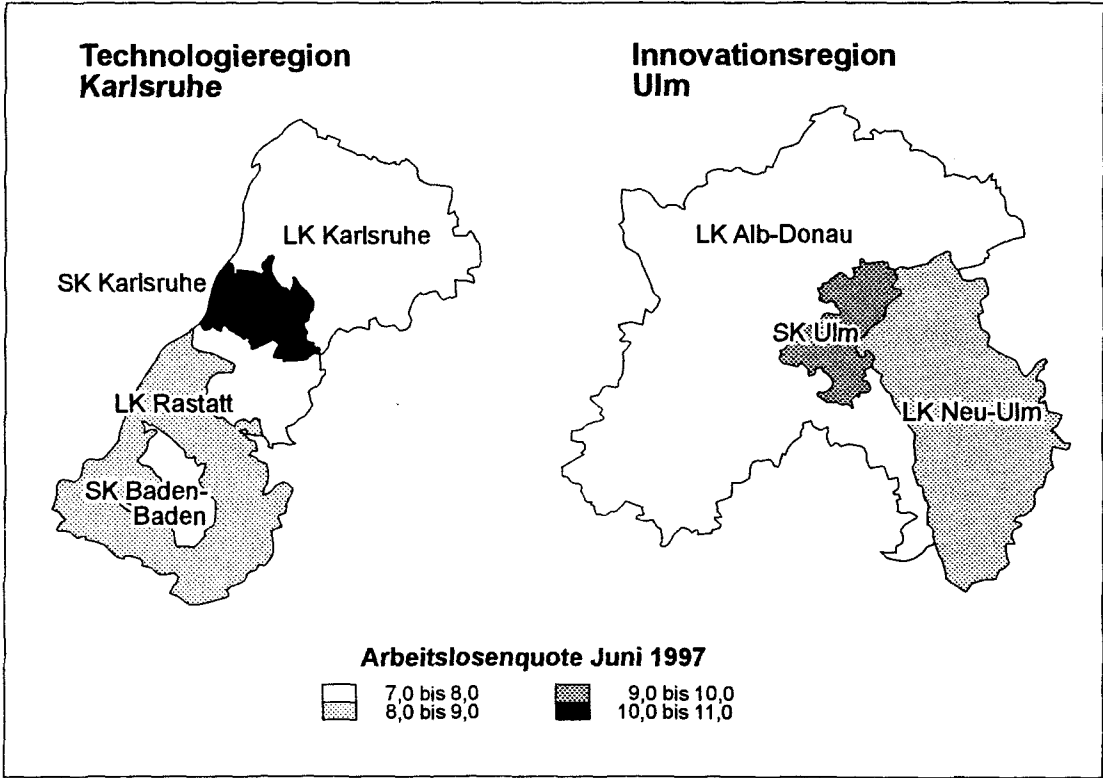 Technologieregion
Karlsruhe
Innovationsregion
Ulm
LK Karlsruhe
SK Karlsruhe
LK Rastatt
SK Baden-
Baden
LK Alb-Donau
SK Ulm
LK Neu-Ulm
Arbeitslosenquote Juni 1997
7,0 bis 8,0
8,0 bis 9,0
9,0 bis 10,0
10,0 bis 11,0